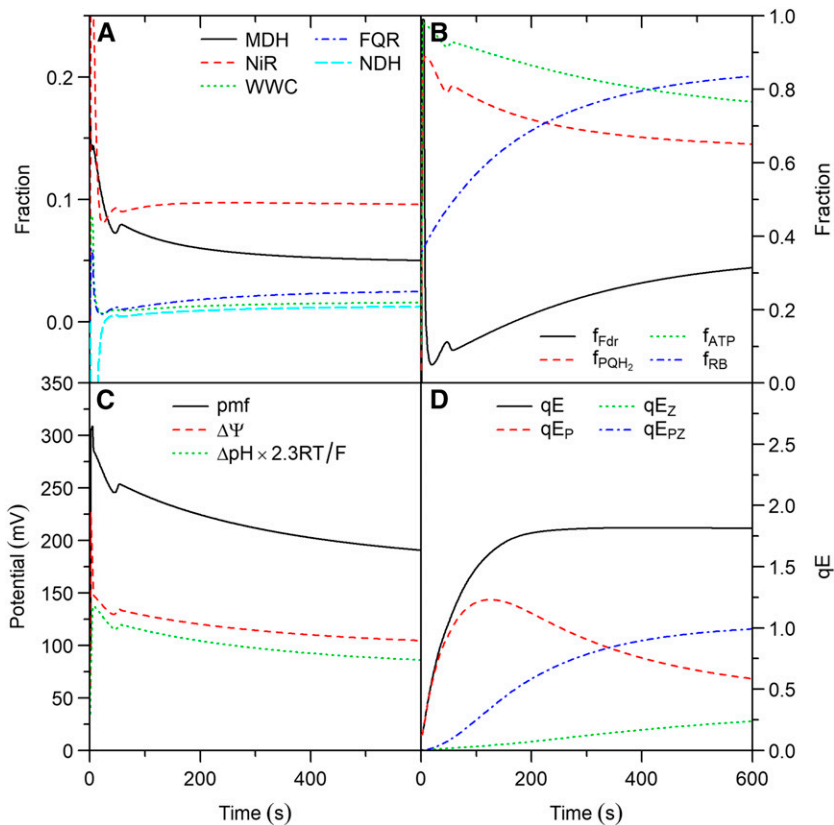 A
MDH
FQR
NiR
NDH
WWC
0.2
0.1
0.0
Fraction
B
1.0
0.8
0.6
0.4
0.2
0.0
Fraction
f_Fdr
f_ATP
f_PQH₂
f_RB
C
pmf
ΔΨ
ΔpH × 2.3RT/F
350
300
250
200
150
100
50
0
Potential (mV)
0
200
400
Time (s)
D
qE
qE_Z
qE_P
qE_PZ
2.5
2.0
1.5
1.0
0.5
0.0
qE
0
200
400
600
Time (s)